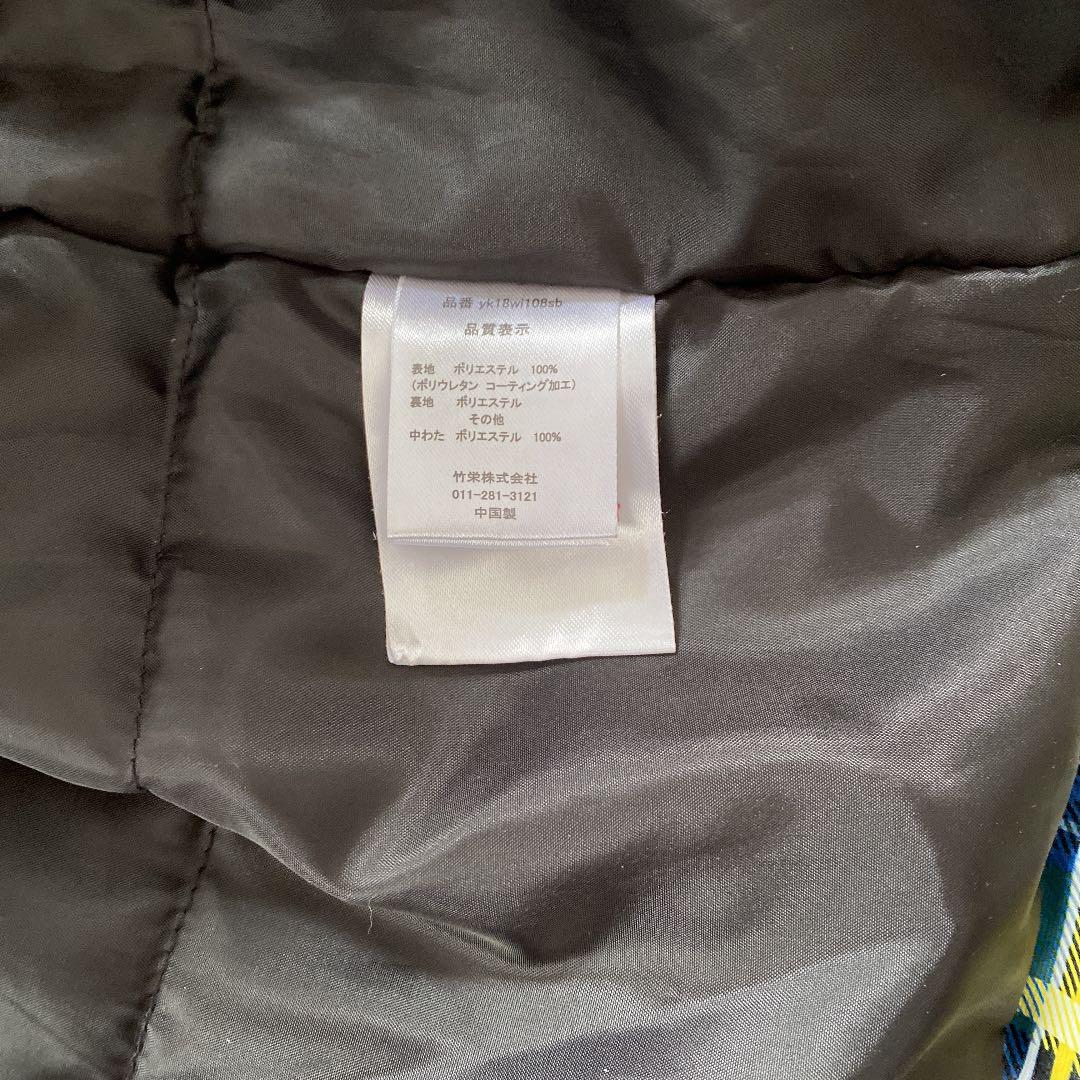 品番 yk18wi108sb
品質表示
表地 ポリエステル 100%
(ポリウレタン コーティング加工)
裏地 ポリエステル
その他
中わた ポリエステル 100%
竹栄株式会社
011-281-3121
中国製